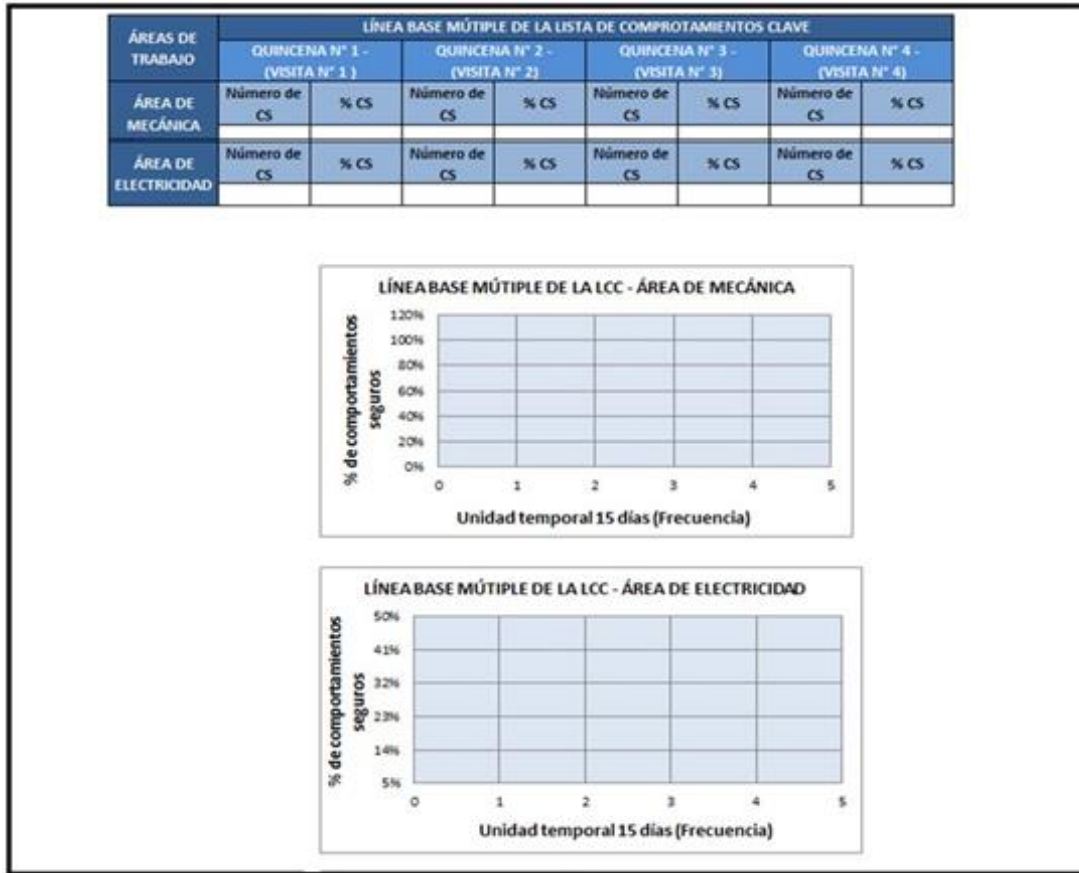 ÁREAS DE TRABAJO
LÍNEA BASE MÚTIPLE DE LA LISTA DE COMPROTAMIENTOS CLAVE
QUINCENA N° 1 - (VISITA N° 1 )
QUINCENA N° 2 - (VISITA N° 2)
QUINCENA N° 3 - (VISITA N° 3)
QUINCENA N° 4 - (VISITA N° 4)
ÁREA DE MECÁNICA
Número de CS
% CS
Número de CS
% CS
Número de CS
% CS
Número de CS
% CS
ÁREA DE ELECTRICIDAD
Número de CS
% CS
Número de CS
% CS
Número de CS
% CS
Número de CS
% CS
LÍNEA BASE MÚTIPLE DE LA LCC - ÁREA DE MECÁNICA
% de comportamientos seguros
120%
100%
80%
60%
40%
20%
0%
0 1 2 3 4 5
Unidad temporal 15 días (Frecuencia)
LÍNEA BASE MÚTIPLE DE LA LCC - ÁREA DE ELECTRICIDAD
% de comportamientos seguros
50%
41%
32%
23%
14%
5%
0 1 2 3 4 5
Unidad temporal 15 días (Frecuencia)